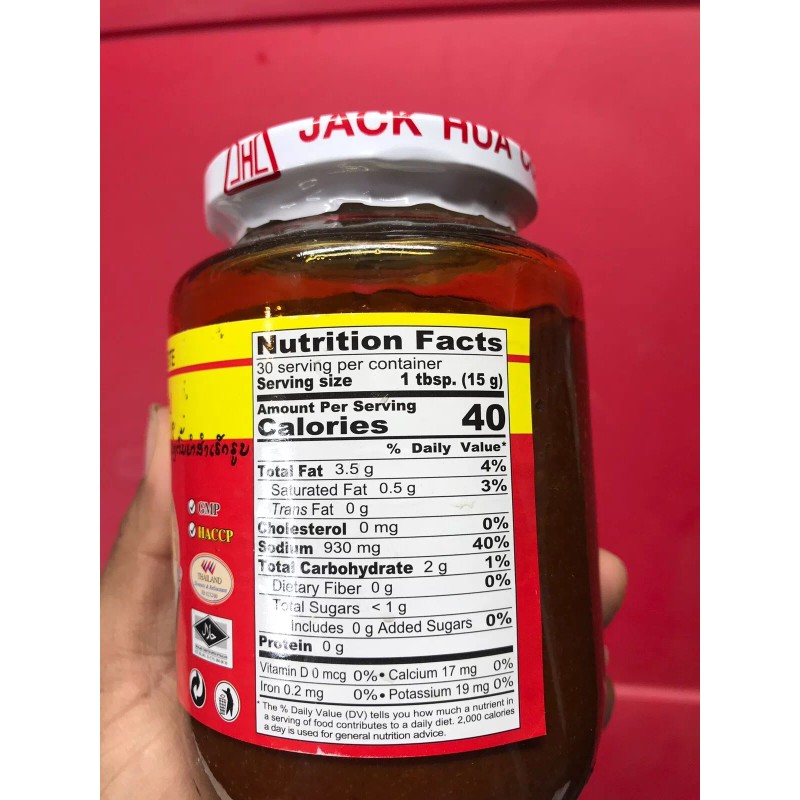 JHL
JACK HUA CO
Nutrition Facts
30 serving per container
Serving size 1 tbsp. (15 g)
Amount Per Serving
Calories 40
% Daily Value*
Total Fat 3.5 g 4%
Saturated Fat 0.5 g 3%
Trans Fat 0 g
Cholesterol 0 mg 0%
Sodium 930 mg 40%
Total Carbohydrate 2 g 1%
Dietary Fiber 0 g 0%
Total Sugars < 1 g
Includes 0 g Added Sugars 0%
Protein 0 g
Vitamin D 0 mcg 0% • Calcium 17 mg 0%
Iron 0.2 mg 0% • Potassium 19 mg 0%
* The % Daily Value (DV) tells you how much a nutrient in
a serving of food contributes to a daily diet. 2,000 calories
a day is used for general nutrition advice.
GMP
HACCP
THAILAND